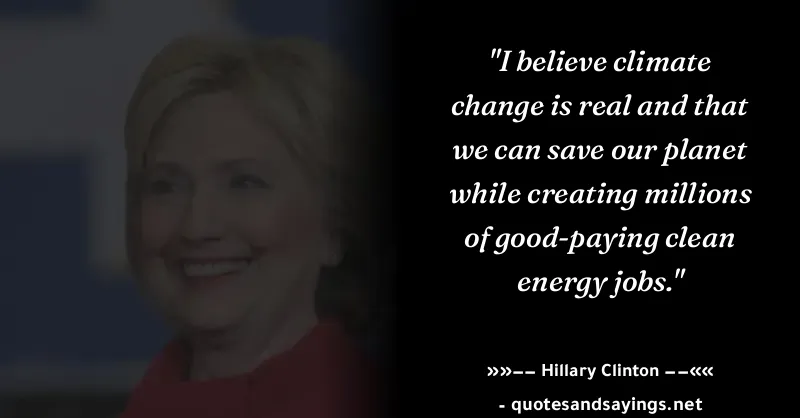 "I believe climate
change is real and that
we can save our planet
while creating millions
of good-paying clean
energy jobs."
»»−− Hillary Clinton −−««
- quotesandsayings.net